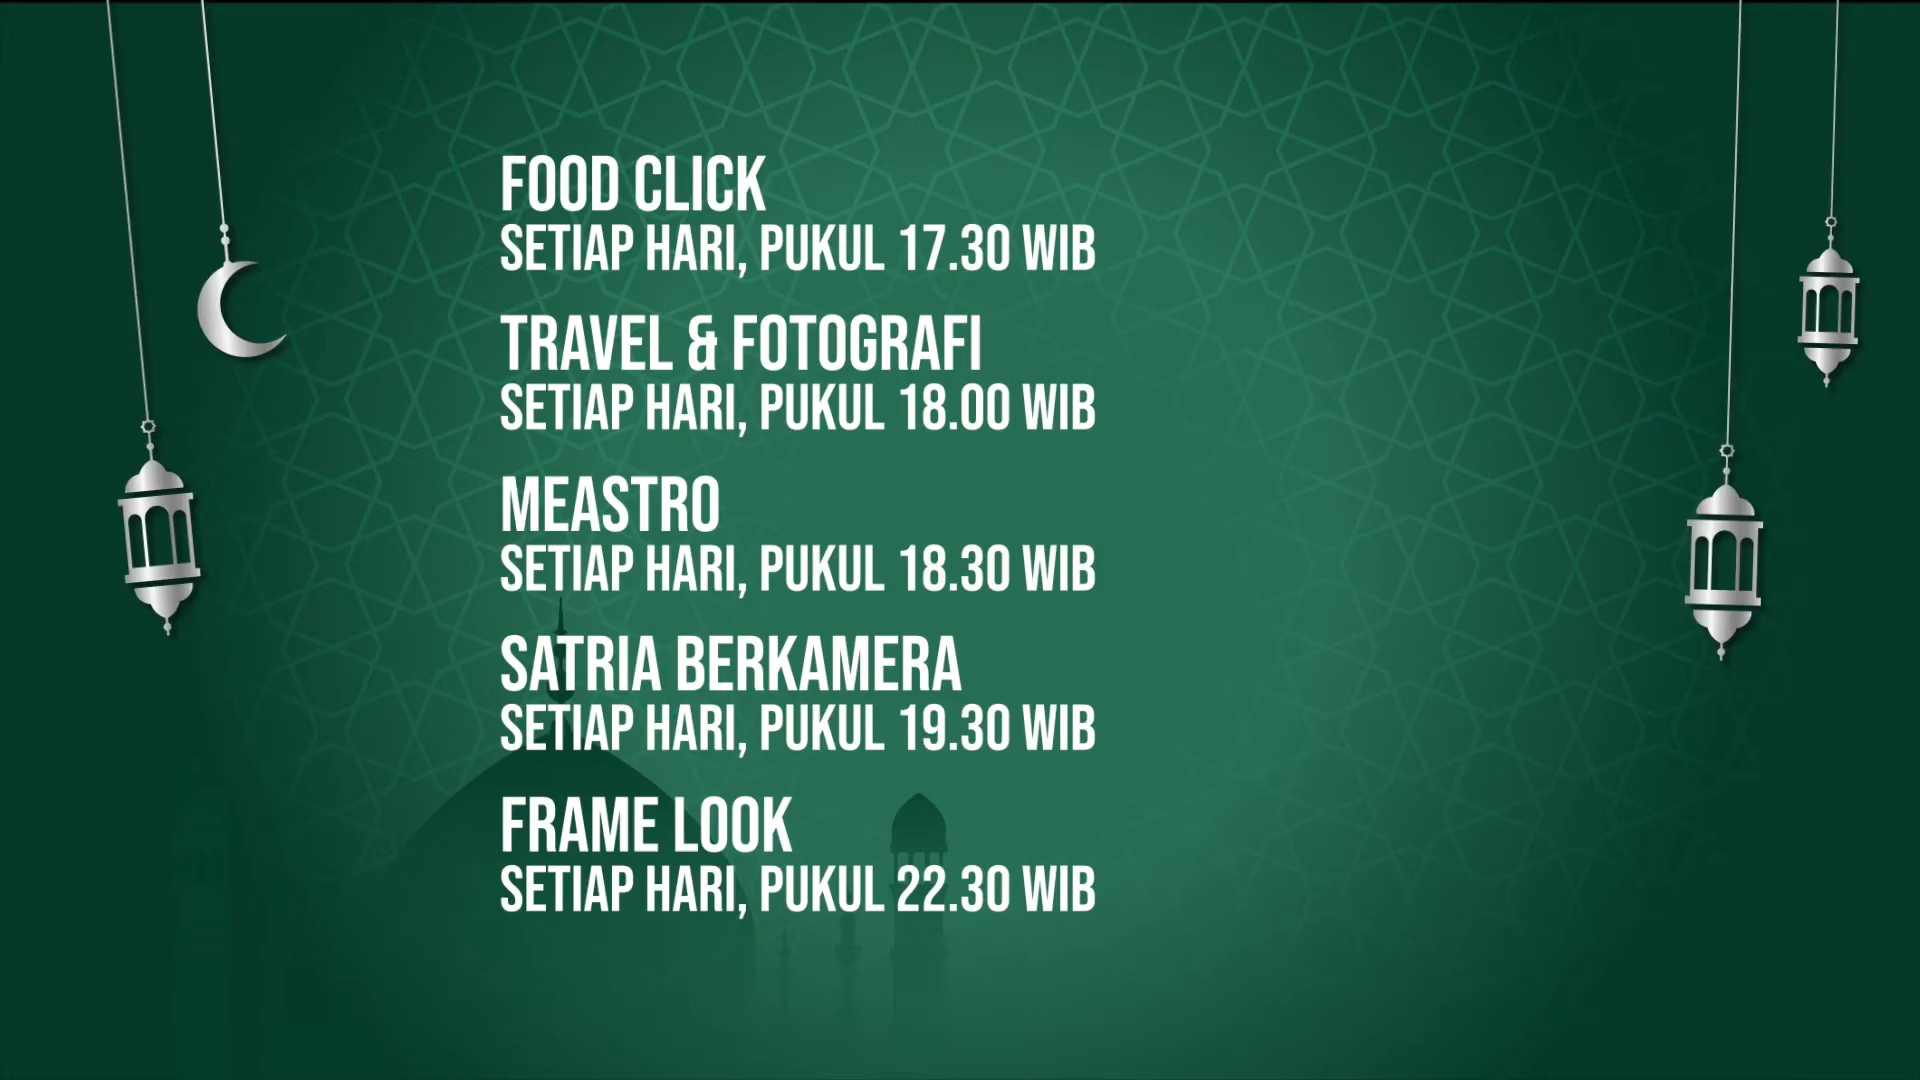 FOOD CLICK
SETIAP HARI, PUKUL 17.30 WIB
TRAVEL & FOTOGRAFI
SETIAP HARI, PUKUL 18.00 WIB
MEASTRO
SETIAP HARI, PUKUL 18.30 WIB
SATRIA BERKAMERA
SETIAP HARI, PUKUL 19.30 WIB
FRAME LOOK
SETIAP HARI, PUKUL 22.30 WIB